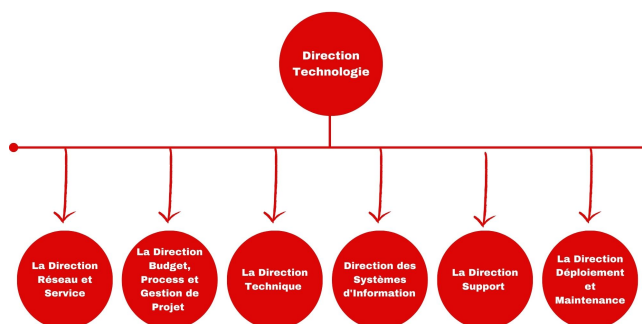 Direction
Technologie
La Direction
Réseau et
Service
La Direction
Budget,
Process et
Gestion de
Projet
La Direction
Technique
Direction des
Systèmes
d'Information
La Direction
Support
La Direction
Déploiement
et
Maintenance